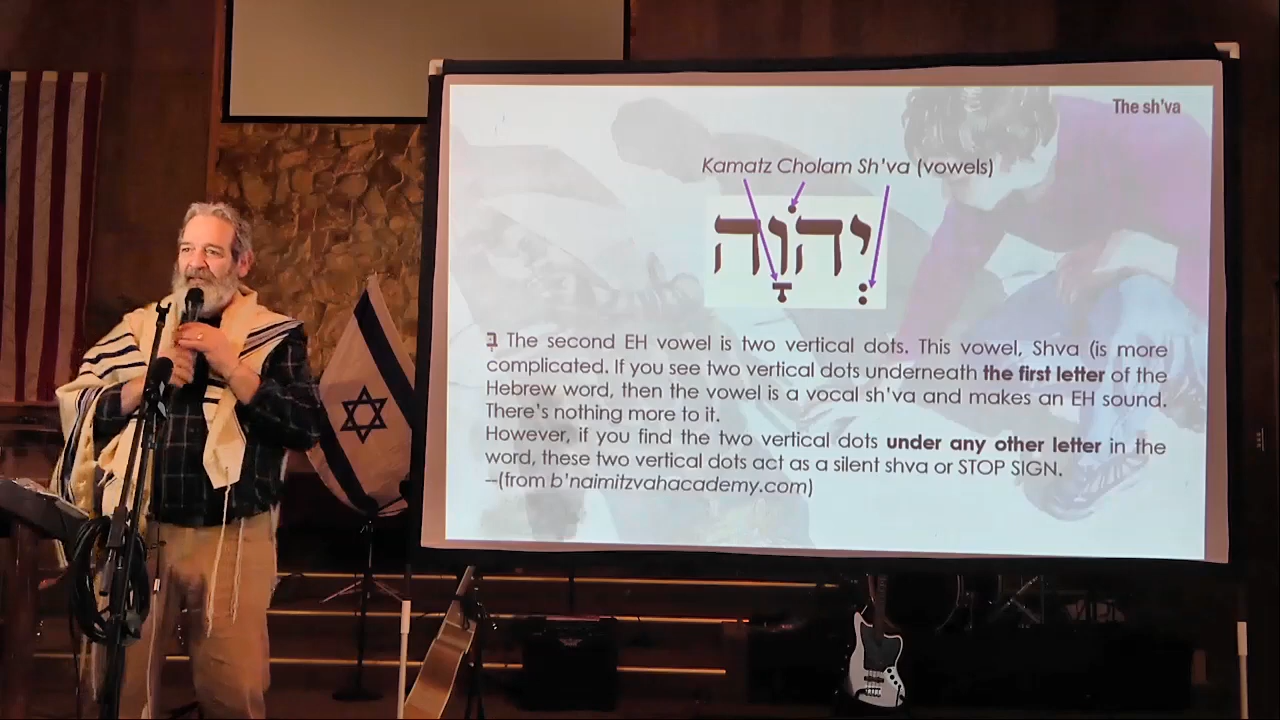 The sh'va
Kamatz Cholam Sh'va (vowels)
יְהֹוָה
בְּ The second EH vowel is two vertical dots. This vowel, Shva (is more
complicated. If you see two vertical dots underneath the first letter of the
Hebrew word, then the vowel is a vocal sh'va and makes an EH sound.
There's nothing more to it.
However, if you find the two vertical dots under any other letter in the
word, these two vertical dots act as a silent shva or STOP SIGN.
--(from b'naimitzvahacademy.com)